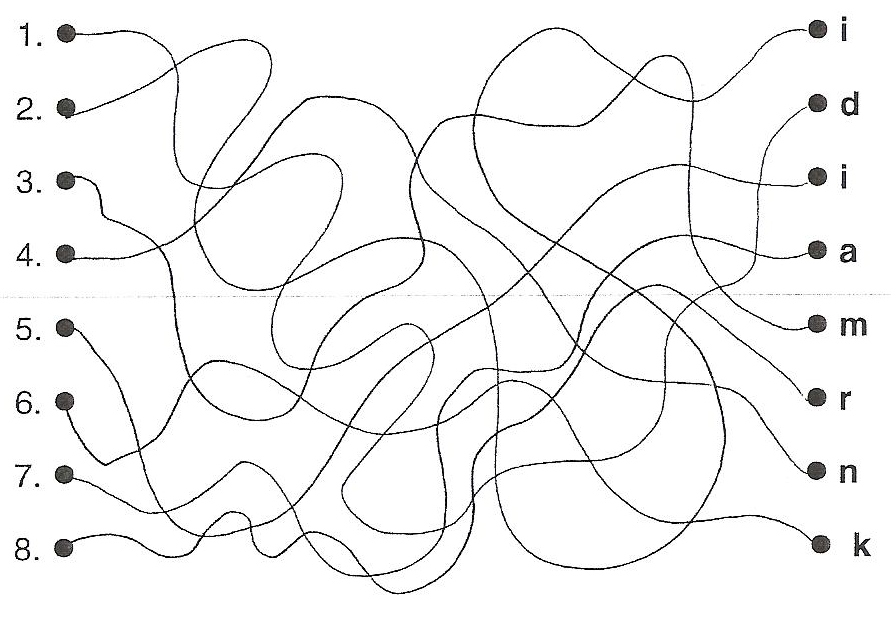 1. i
2. d
3. i
4. a
5. m
6. r
7. n
8. k